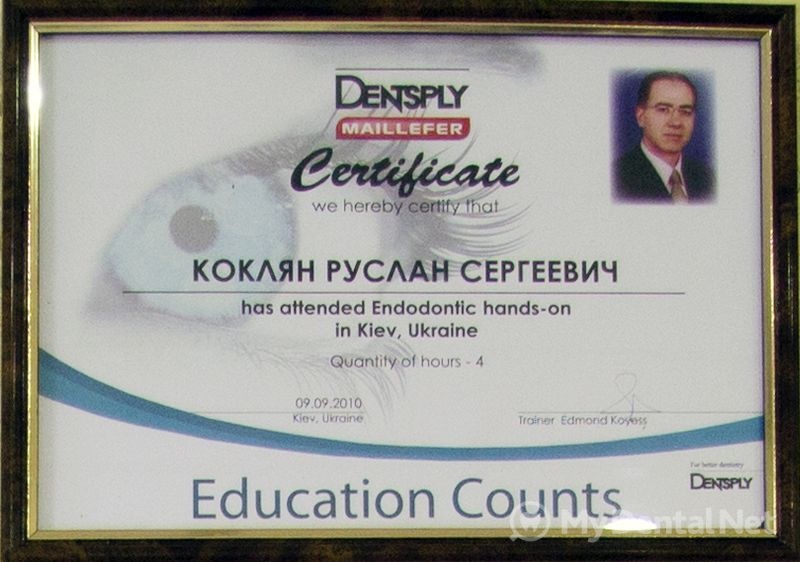 DENTSPLY
MAILLEFER
Certificate
we hereby certify that
КОКЛЯН РУСЛАН СЕРГЕЕВИЧ
has attended Endodontic hands-on
in Kiev, Ukraine
Quantity of hours - 4
09.09.2010
Kiev, Ukraine
Trainer Edmond Koyess
For better dentistry
DENTSPLY
Education Counts
MyDentalNet